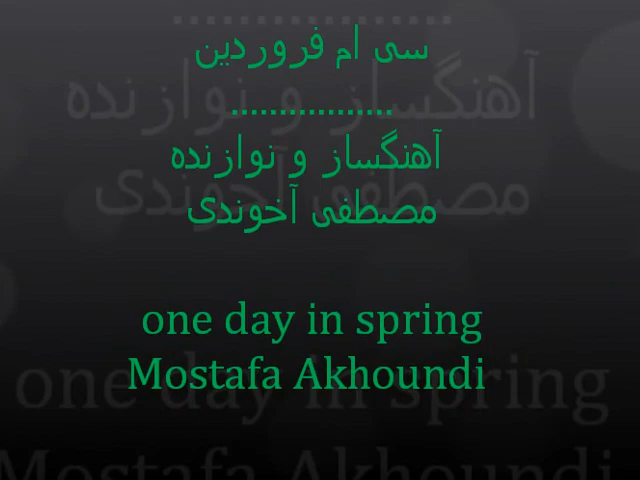 سی ام فروردین
.................
آهنگساز و نوازنده
مصطفی آخوندی
one day in spring
Mostafa Akhoundi